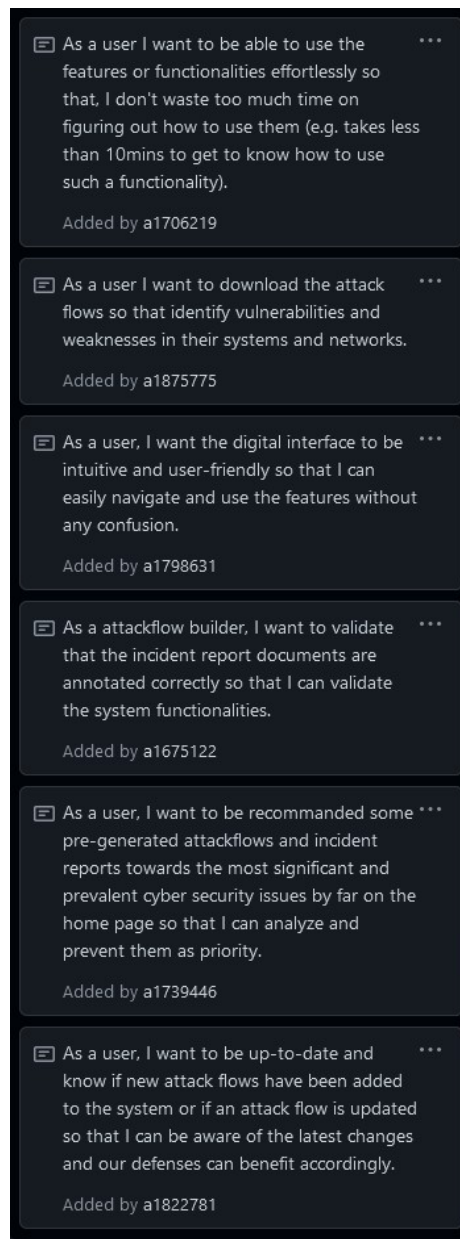 As a user I want to be able to use the
features or functionalities effortlessly so
that, I don't waste too much time on
figuring out how to use them (e.g. takes less
than 10mins to get to know how to use
such a functionality).
Added by a1706219
As a user I want to download the attack
flows so that identify vulnerabilities and
weaknesses in their systems and networks.
Added by a1875775
As a user, I want the digital interface to be
intuitive and user-friendly so that I can
easily navigate and use the features without
any confusion.
Added by a1798631
As a attackflow builder, I want to validate
that the incident report documents are
annotated correctly so that I can validate
the system functionalities.
Added by a1675122
As a user, I want to be recommanded some
pre-generated attackflows and incident
reports towards the most significant and
prevalent cyber security issues by far on the
home page so that I can analyze and
prevent them as priority.
Added by a1739446
As a user, I want to be up-to-date and
know if new attack flows have been added
to the system or if an attack flow is updated
so that I can be aware of the latest changes
and our defenses can benefit accordingly.
Added by a1822781